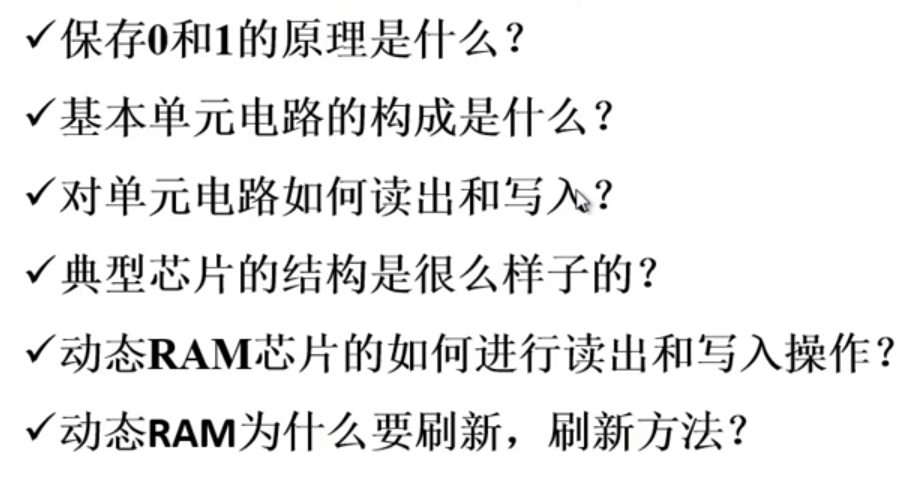 ✓保存0和1的原理是什么？
✓基本单元电路的构成是什么？
✓对单元电路如何读出和写入？
✓典型芯片的结构是很么样子的？
✓动态RAM芯片的如何进行读出和写入操作？
✓动态RAM为什么要刷新，刷新方法？